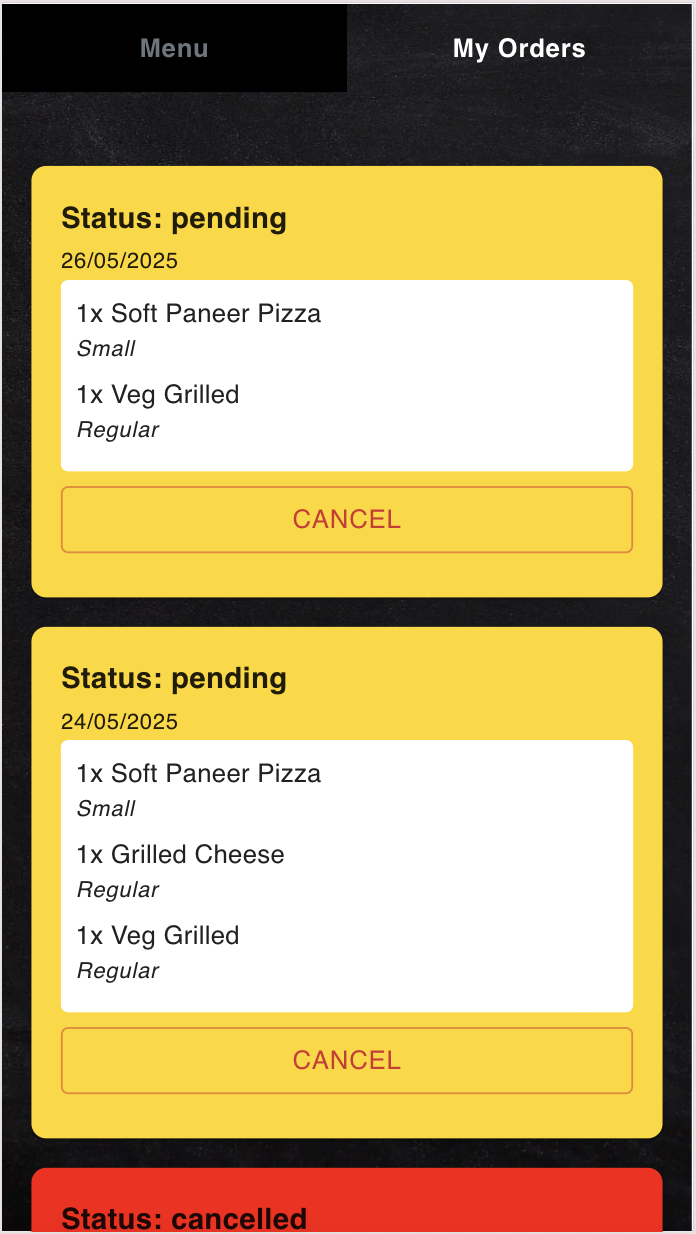 Menu
My Orders
Status: pending
26/05/2025
1x Soft Paneer Pizza
Small
1x Veg Grilled
Regular
CANCEL
Status: pending
24/05/2025
1x Soft Paneer Pizza
Small
1x Grilled Cheese
Regular
1x Veg Grilled
Regular
CANCEL
Status: cancelled